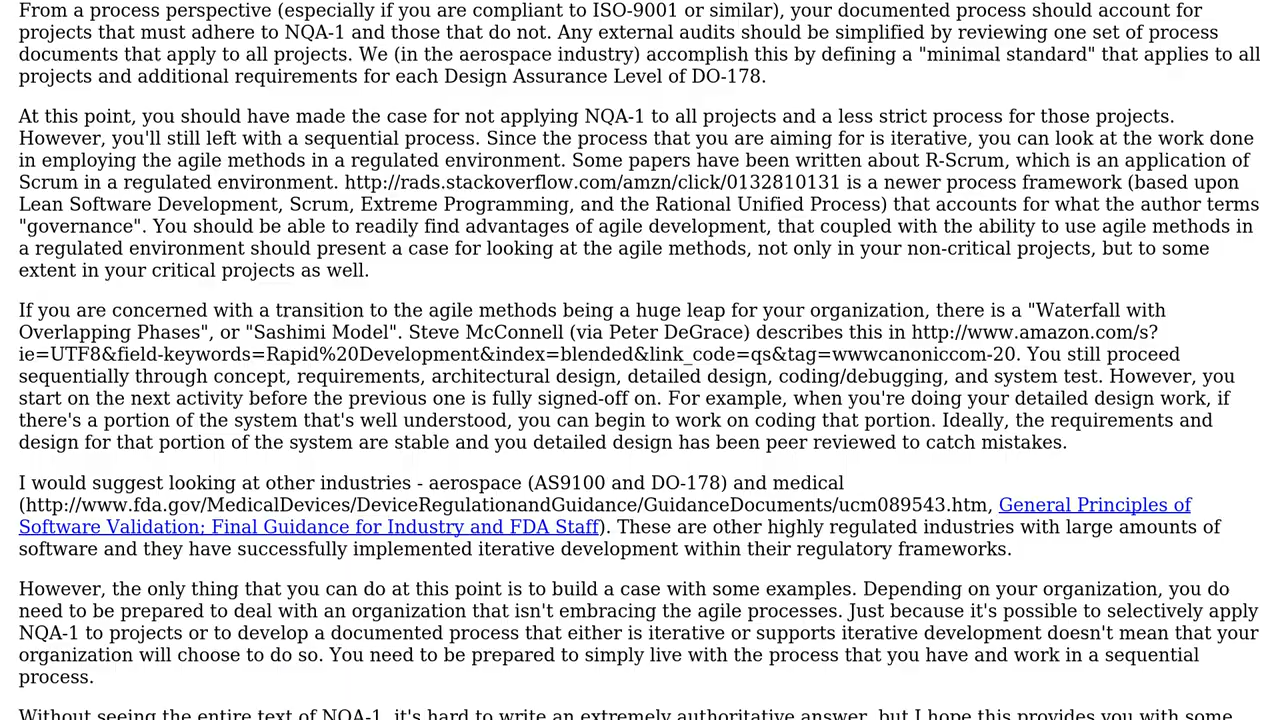 From a process perspective (especially if you are compliant to ISO-9001 or similar), your documented process should account for
projects that must adhere to NQA-1 and those that do not. Any external audits should be simplified by reviewing one set of process
documents that apply to all projects. We (in the aerospace industry) accomplish this by defining a "minimal standard" that applies to all
projects and additional requirements for each Design Assurance Level of DO-178.
At this point, you should have made the case for not applying NQA-1 to all projects and a less strict process for those projects.
However, you'll still left with a sequential process. Since the process that you are aiming for is iterative, you can look at the work done
in employing the agile methods in a regulated environment. Some papers have been written about R-Scrum, which is an application of
Scrum in a regulated environment. http://rads.stackoverflow.com/amzn/click/0132810131 is a newer process framework (based upon
Lean Software Development, Scrum, Extreme Programming, and the Rational Unified Process) that accounts for what the author terms
"governance". You should be able to readily find advantages of agile development, that coupled with the ability to use agile methods in
a regulated environment should present a case for looking at the agile methods, not only in your non-critical projects, but to some
extent in your critical projects as well.
If you are concerned with a transition to the agile methods being a huge leap for your organization, there is a "Waterfall with
Overlapping Phases", or "Sashimi Model". Steve McConnell (via Peter DeGrace) describes this in http://www.amazon.com/s?
ie=UTF8&field-keywords=Rapid%20Development&index=blended&link_code=qs&tag=wwwcanoniccom-20. You still proceed
sequentially through concept, requirements, architectural design, detailed design, coding/debugging, and system test. However, you
start on the next activity before the previous one is fully signed-off on. For example, when you're doing your detailed design work, if
there's a portion of the system that's well understood, you can begin to work on coding that portion. Ideally, the requirements and
design for that portion of the system are stable and you detailed design has been peer reviewed to catch mistakes.
I would suggest looking at other industries - aerospace (AS9100 and DO-178) and medical
(http://www.fda.gov/MedicalDevices/DeviceRegulationandGuidance/GuidanceDocuments/ucm089543.htm, General Principles of
Software Validation; Final Guidance for Industry and FDA Staff). These are other highly regulated industries with large amounts of
software and they have successfully implemented iterative development within their regulatory frameworks.
However, the only thing that you can do at this point is to build a case with some examples. Depending on your organization, you do
need to be prepared to deal with an organization that isn't embracing the agile processes. Just because it's possible to selectively apply
NQA-1 to projects or to develop a documented process that either is iterative or supports iterative development doesn't mean that your
organization will choose to do so. You need to be prepared to simply live with the process that you have and work in a sequential
process.
Without seeing the entire text of NQA-1, it's hard to write an extremely authoritative answer, but I hope this provides you with some